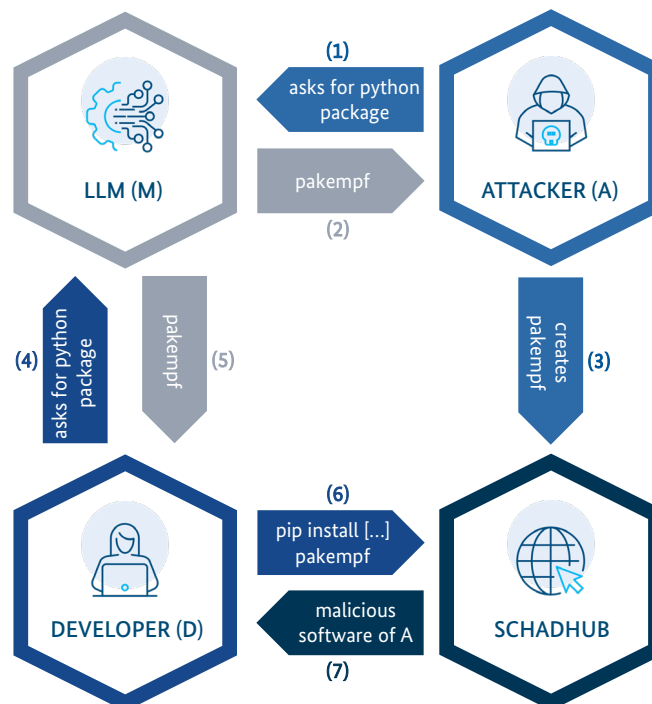 (1)
asks for python
package
LLM (M)
ATTACKER (A)
pakempf
(2)
(4)
asks for python
package
pakempf
(5)
creates
pakempf
(3)
(6)
pip install [...]
pakempf
DEVELOPER (D)
SCHADHUB
malicious
software of A
(7)